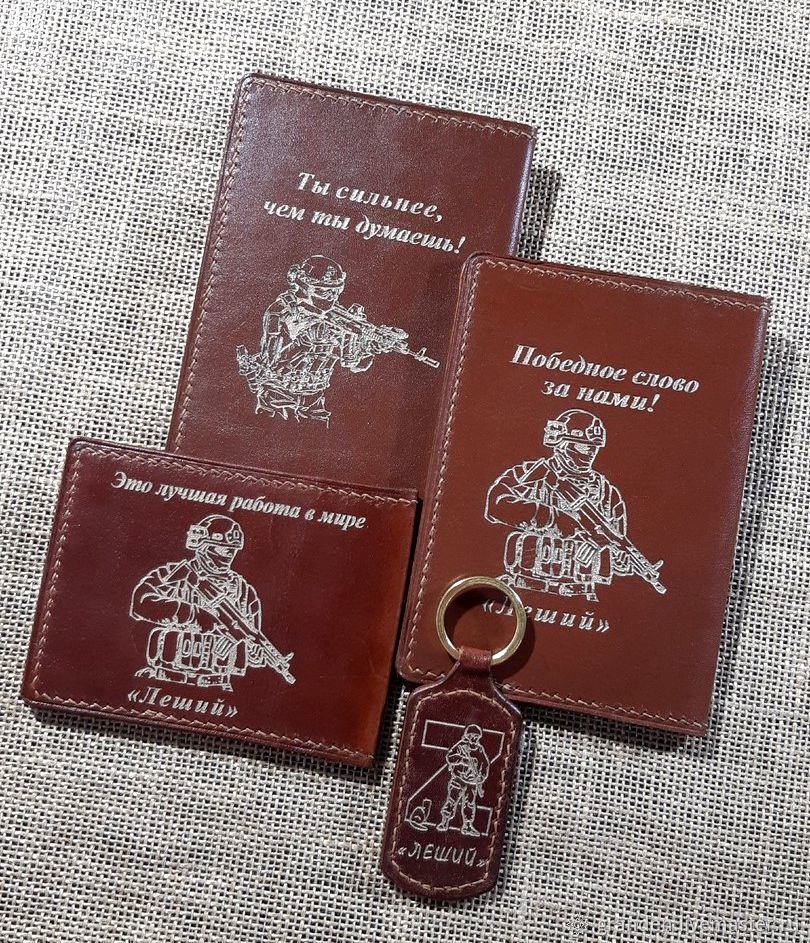 Ты сильнее,
чем ты думаешь!
Победное слово
за нами!
«Леший»
Это лучшая работа в мире
«Леший»
Z
«ЛЕШИЙ»